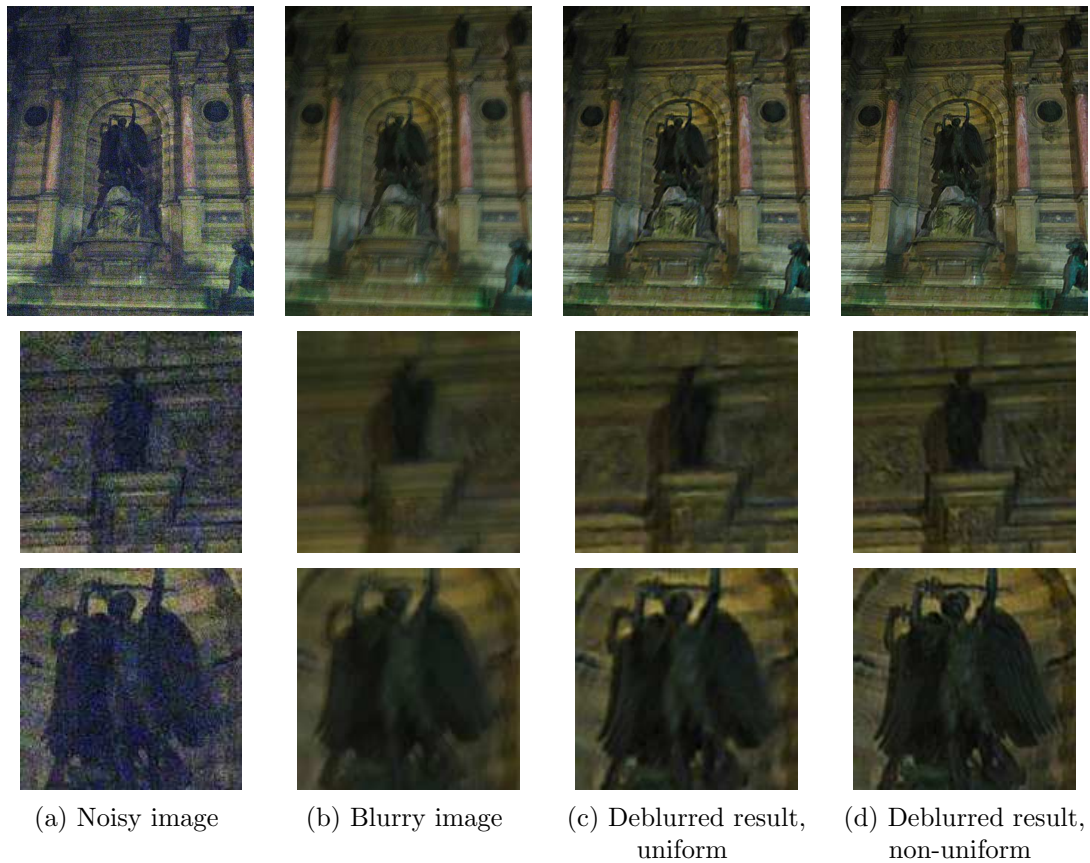 (a) Noisy image
(b) Blurry image
(c) Deblurred result,
uniform
(d) Deblurred result,
non-uniform